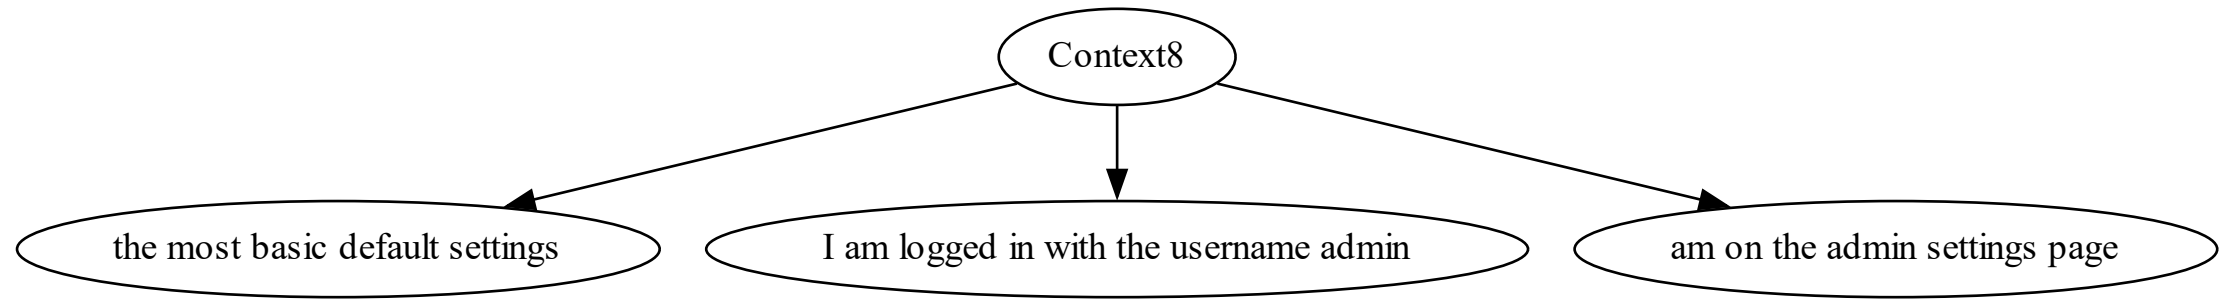 Context8
the most basic default settings
I am logged in with the username admin
am on the admin settings page